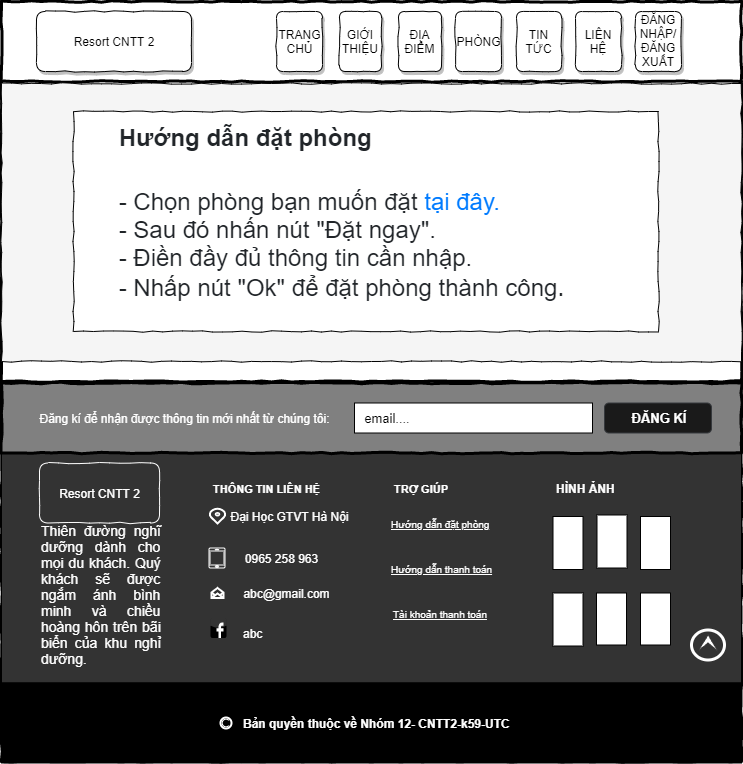 Resort CNTT 2
TRANG
CHỦ
GIỚI
THIỆU
ĐỊA
ĐIỂM
PHÒNG
TIN
TỨC
LIÊN
HỆ
ĐĂNG
NHẬP/
ĐĂNG
XUẤT
Hướng dẫn đặt phòng
- Chọn phòng bạn muốn đặt tại đây.
- Sau đó nhấn nút "Đặt ngay".
- Điền đầy đủ thông tin cần nhập.
- Nhấp nút "Ok" để đặt phòng thành công.
Đăng kí để nhận được thông tin mới nhất từ chúng tôi:
email....
ĐĂNG KÍ
Resort CNTT 2
Thiên đường nghĩ
dưỡng dành cho
mọi du khách. Quý
khách sẽ được
ngắm ánh bình
minh và chiều
hoàng hôn trên bãi
biển của khu nghỉ
dưỡng.
THÔNG TIN LIÊN HỆ
Đại Học GTVT Hà Nội
0965 258 963
abc@gmail.com
abc
TRỢ GIÚP
Hướng dẫn đặt phòng
Hướng dẫn thanh toán
Tài khoản thanh toán
HÌNH ẢNH
© Bản quyền thuộc về Nhóm 12- CNTT2-k59-UTC